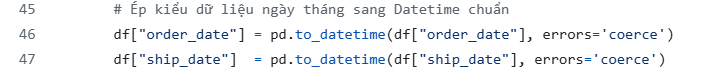 45 # Ép kiểu dữ liệu ngày tháng sang Datetime chuẩn
46 df["order_date"] = pd.to_datetime(df["order_date"], errors='coerce')
47 df["ship_date"]  = pd.to_datetime(df["ship_date"], errors='coerce')